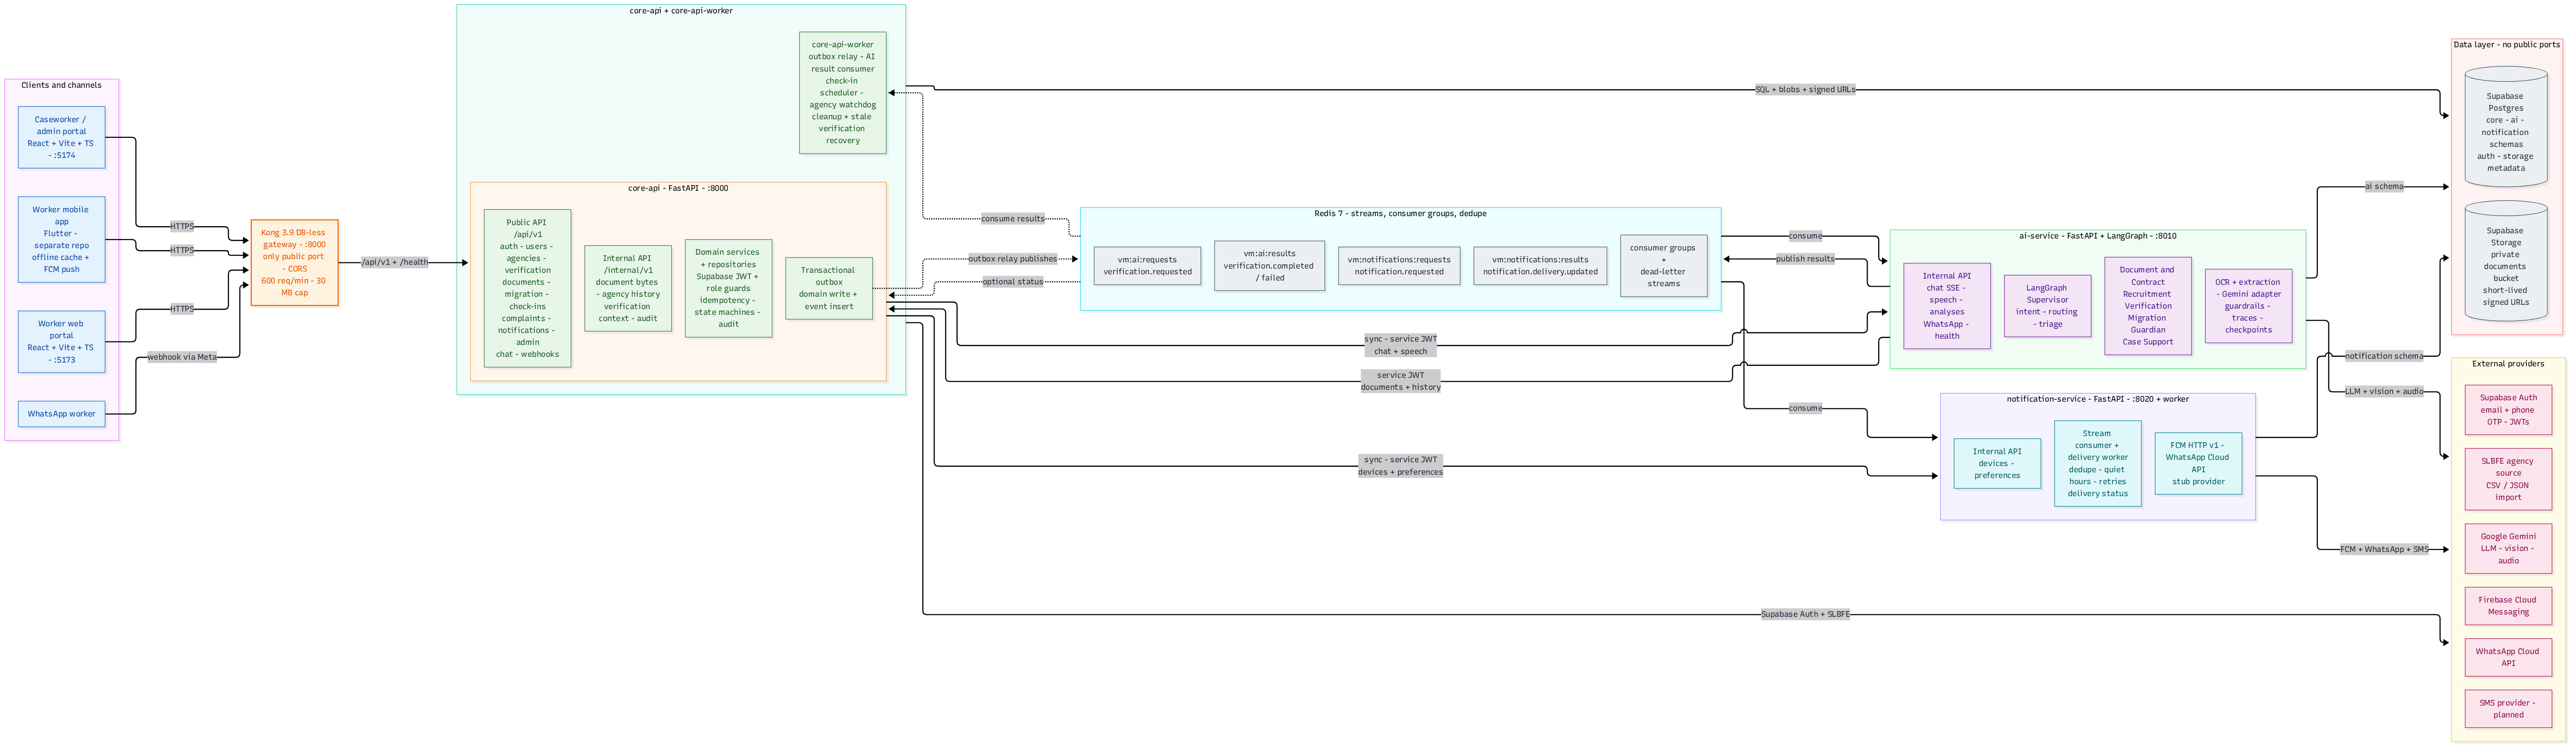 Clients and channels
Caseworker /
admin portal
React + Vite + TS
- :5174
Worker mobile
app
Flutter -
separate repo
offline cache +
FCM push
Worker web
portal
React + Vite + TS
- :5173
WhatsApp worker
HTTPS
HTTPS
HTTPS
webhook via Meta
Kong 3.9 DB-less
gateway - :8000
only public port
- CORS
600 req/min - 30
MB cap
/api/v1 + /health
core-api + core-api-worker
core-api-worker
outbox relay - AI
result consumer
check-in
scheduler -
agency watchdog
cleanup + stale
verification
recovery
core-api - FastAPI - :8000
Public API
/api/v1
auth - users -
agencies -
verification
documents -
migration -
check-ins
complaints -
notifications -
admin
chat - webhooks
Internal API
/internal/v1
document bytes
- agency history
verification
context - audit
Domain services
+ repositories
Supabase JWT +
role guards
idempotency -
state machines -
audit
Transactional
outbox
domain write +
event insert
consume results
outbox relay publishes
optional status
Redis 7 - streams, consumer groups, dedupe
vm:ai:requests
verification.requested
vm:ai:results
verification.completed
/ failed
vm:notifications:requests
notification.requested
vm:notifications:results
notification.delivery.updated
consumer groups
+
dead-letter
streams
SQL + blobs + signed URLs
sync - service JWT
chat + speech
service JWT
documents + history
sync - service JWT
devices + preferences
Supabase Auth + SLBFE
consume
publish results
consume
ai-service - FastAPI + LangGraph - :8010
Internal API
chat SSE -
speech -
analyses
WhatsApp -
health
LangGraph
Supervisor
intent - routing
- triage
Document and
Contract
Recruitment
Verification
Migration
Guardian
Case Support
OCR + extraction
- Gemini adapter
guardrails -
traces -
checkpoints
notification-service - FastAPI - :8020 + worker
Internal API
devices -
preferences
Stream
consumer +
delivery worker
dedupe - quiet
hours - retries
delivery status
FCM HTTP v1 -
WhatsApp Cloud
API
stub provider
ai schema
notification schema
LLM + vision + audio
FCM + WhatsApp + SMS
Data layer - no public ports
Supabase
Postgres
core - ai -
notification
schemas
auth - storage
metadata
Supabase
Storage
private
documents
bucket
short-lived
signed URLs
External providers
Supabase Auth
email + phone
OTP - JWTs
SLBFE agency
source
CSV / JSON
import
Google Gemini
LLM - vision -
audio
Firebase Cloud
Messaging
WhatsApp Cloud
API
SMS provider -
planned